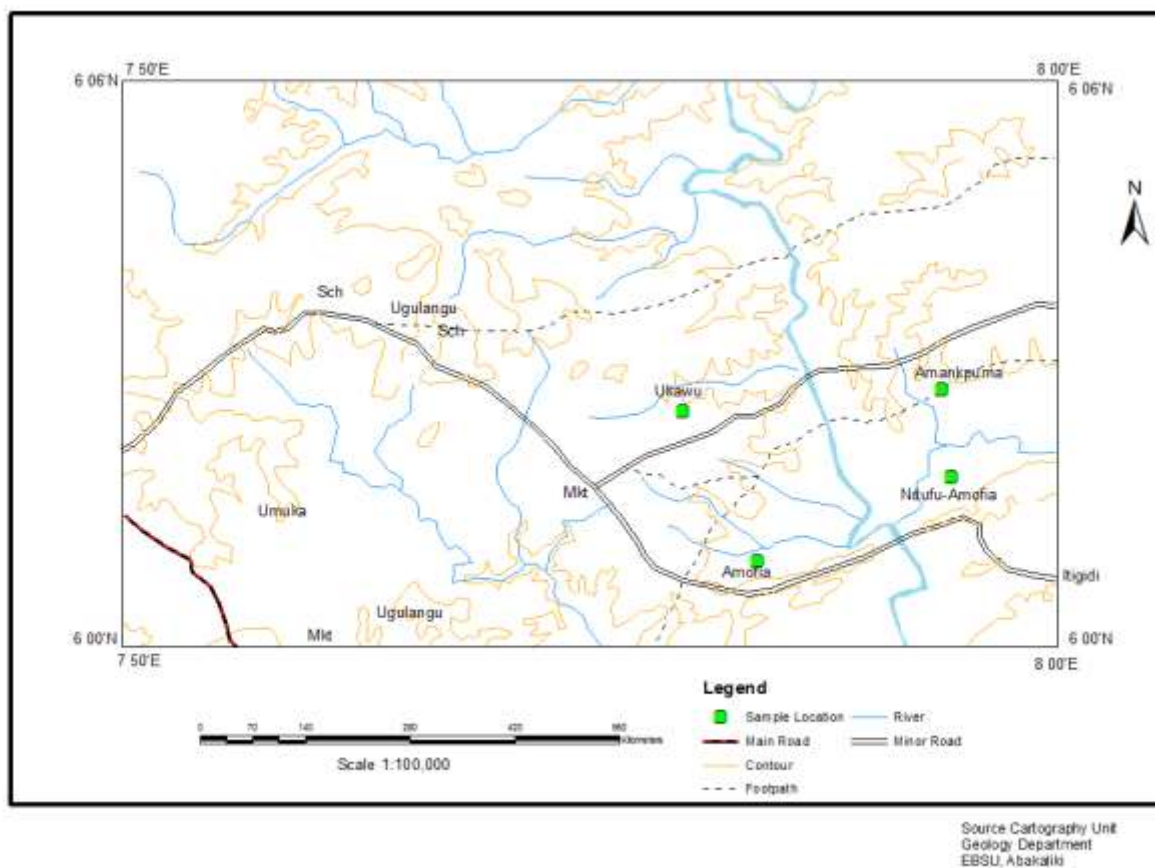 7 50'E
8 00'E
6 06'N
6 06'N
N
Sch
Ugulangu
Sch
Amankpuma
Ukawu
Mkt
Ndufu-Amofia
Umuka
Amofia
Itigidi
Ugulangu
Mkt
6 00'N
6 00'N
7 50'E
8 00'E
Legend
Sample Location
River
Main Road
Minor Road
Contour
Footpath
0 70 140 280 420 560
Kilometers
Scale 1:100,000
Source Cartography Unit
Geology Department
EBSU, Abakaliki